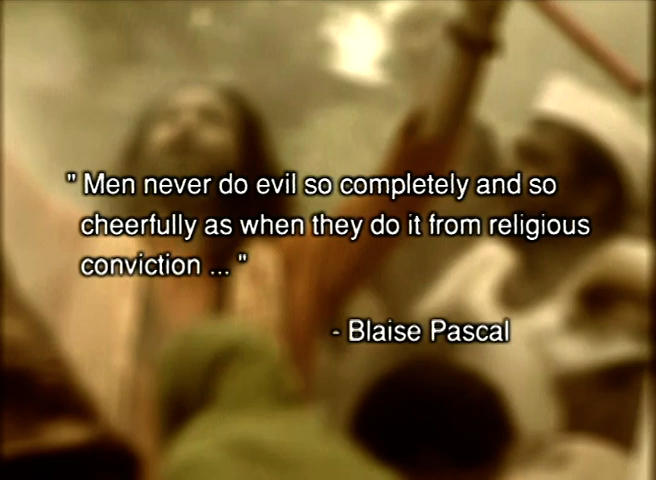 " Men never do evil so completely and so
cheerfully as when they do it from religious
conviction ... "
- Blaise Pascal